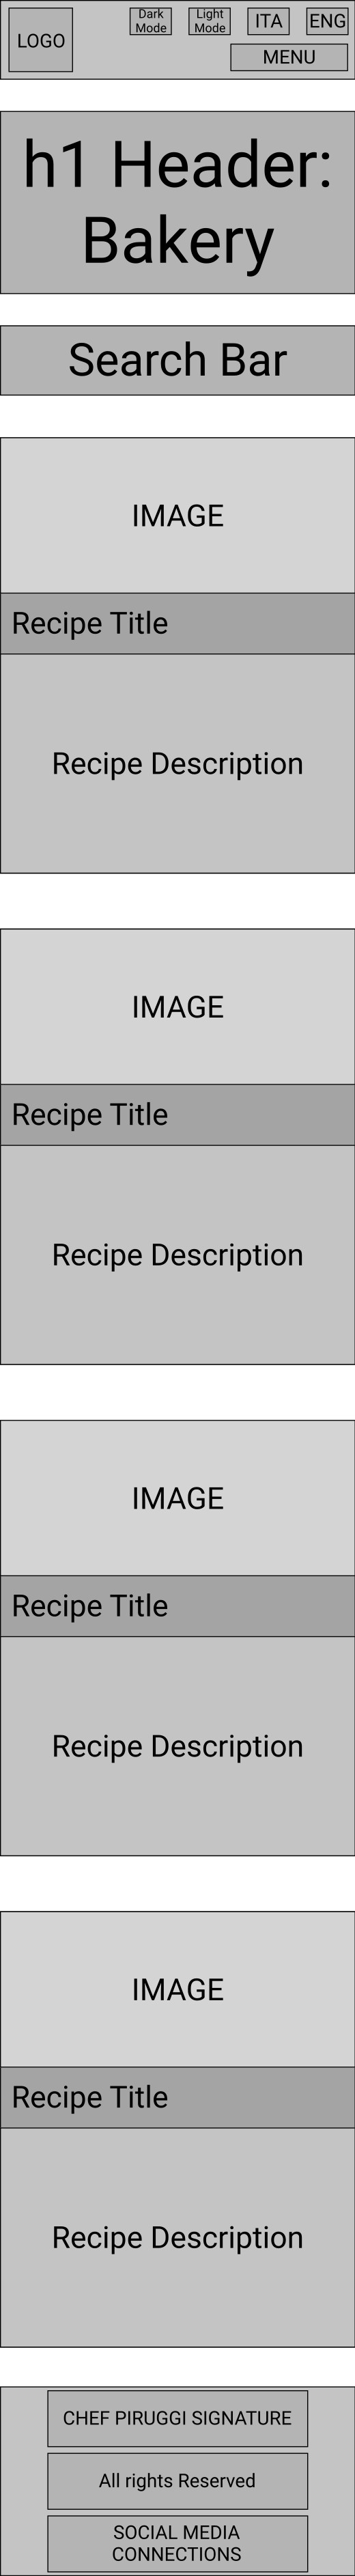 LOGO
Dark
Mode
Light
Mode
ITA
ENG
MENU
h1 Header:
Bakery
Search Bar
IMAGE
Recipe Title
Recipe Description
IMAGE
Recipe Title
Recipe Description
IMAGE
Recipe Title
Recipe Description
IMAGE
Recipe Title
Recipe Description
CHEF PIRUGGI SIGNATURE
All rights Reserved
SOCIAL MEDIA
CONNECTIONS